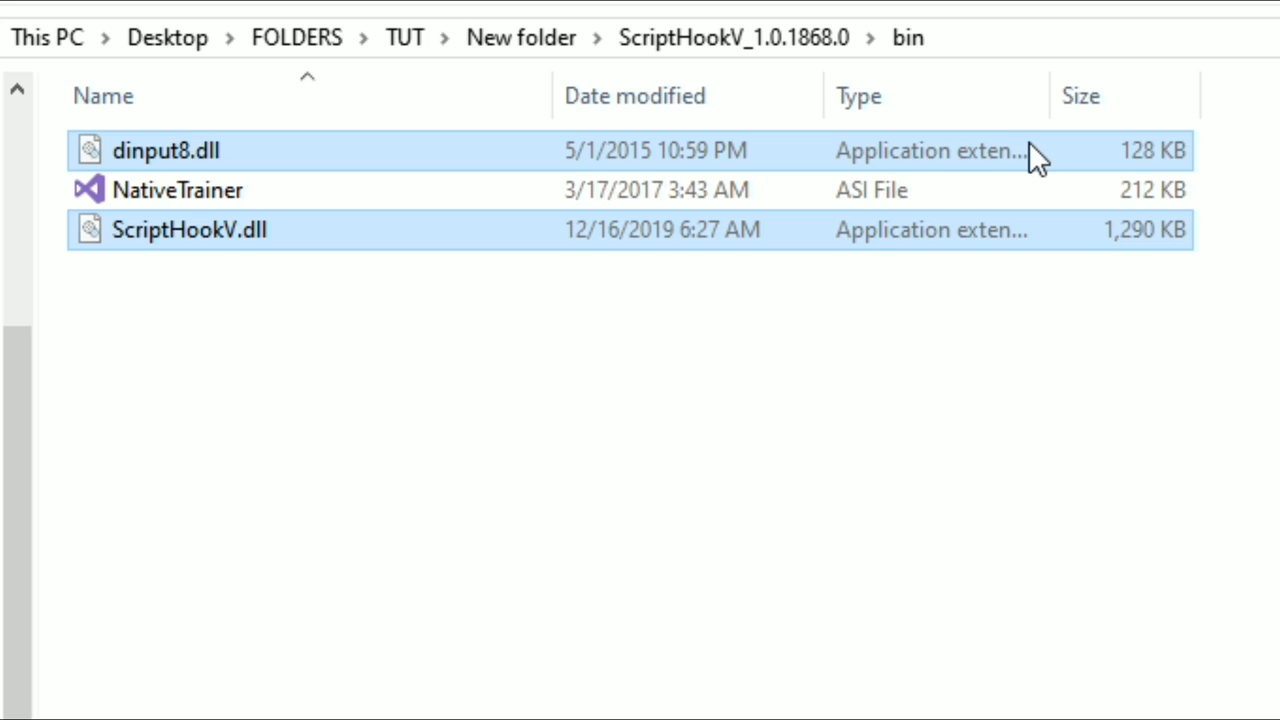 This PC > Desktop > FOLDERS > TUT > New folder > ScriptHookV_1.0.1868.0 > bin
Name Date modified Type Size
dinput8.dll 5/1/2015 10:59 PM Application exten... 128 KB
NativeTrainer 3/17/2017 3:43 AM ASI File 212 KB
ScriptHookV.dll 12/16/2019 6:27 AM Application exten... 1,290 KB